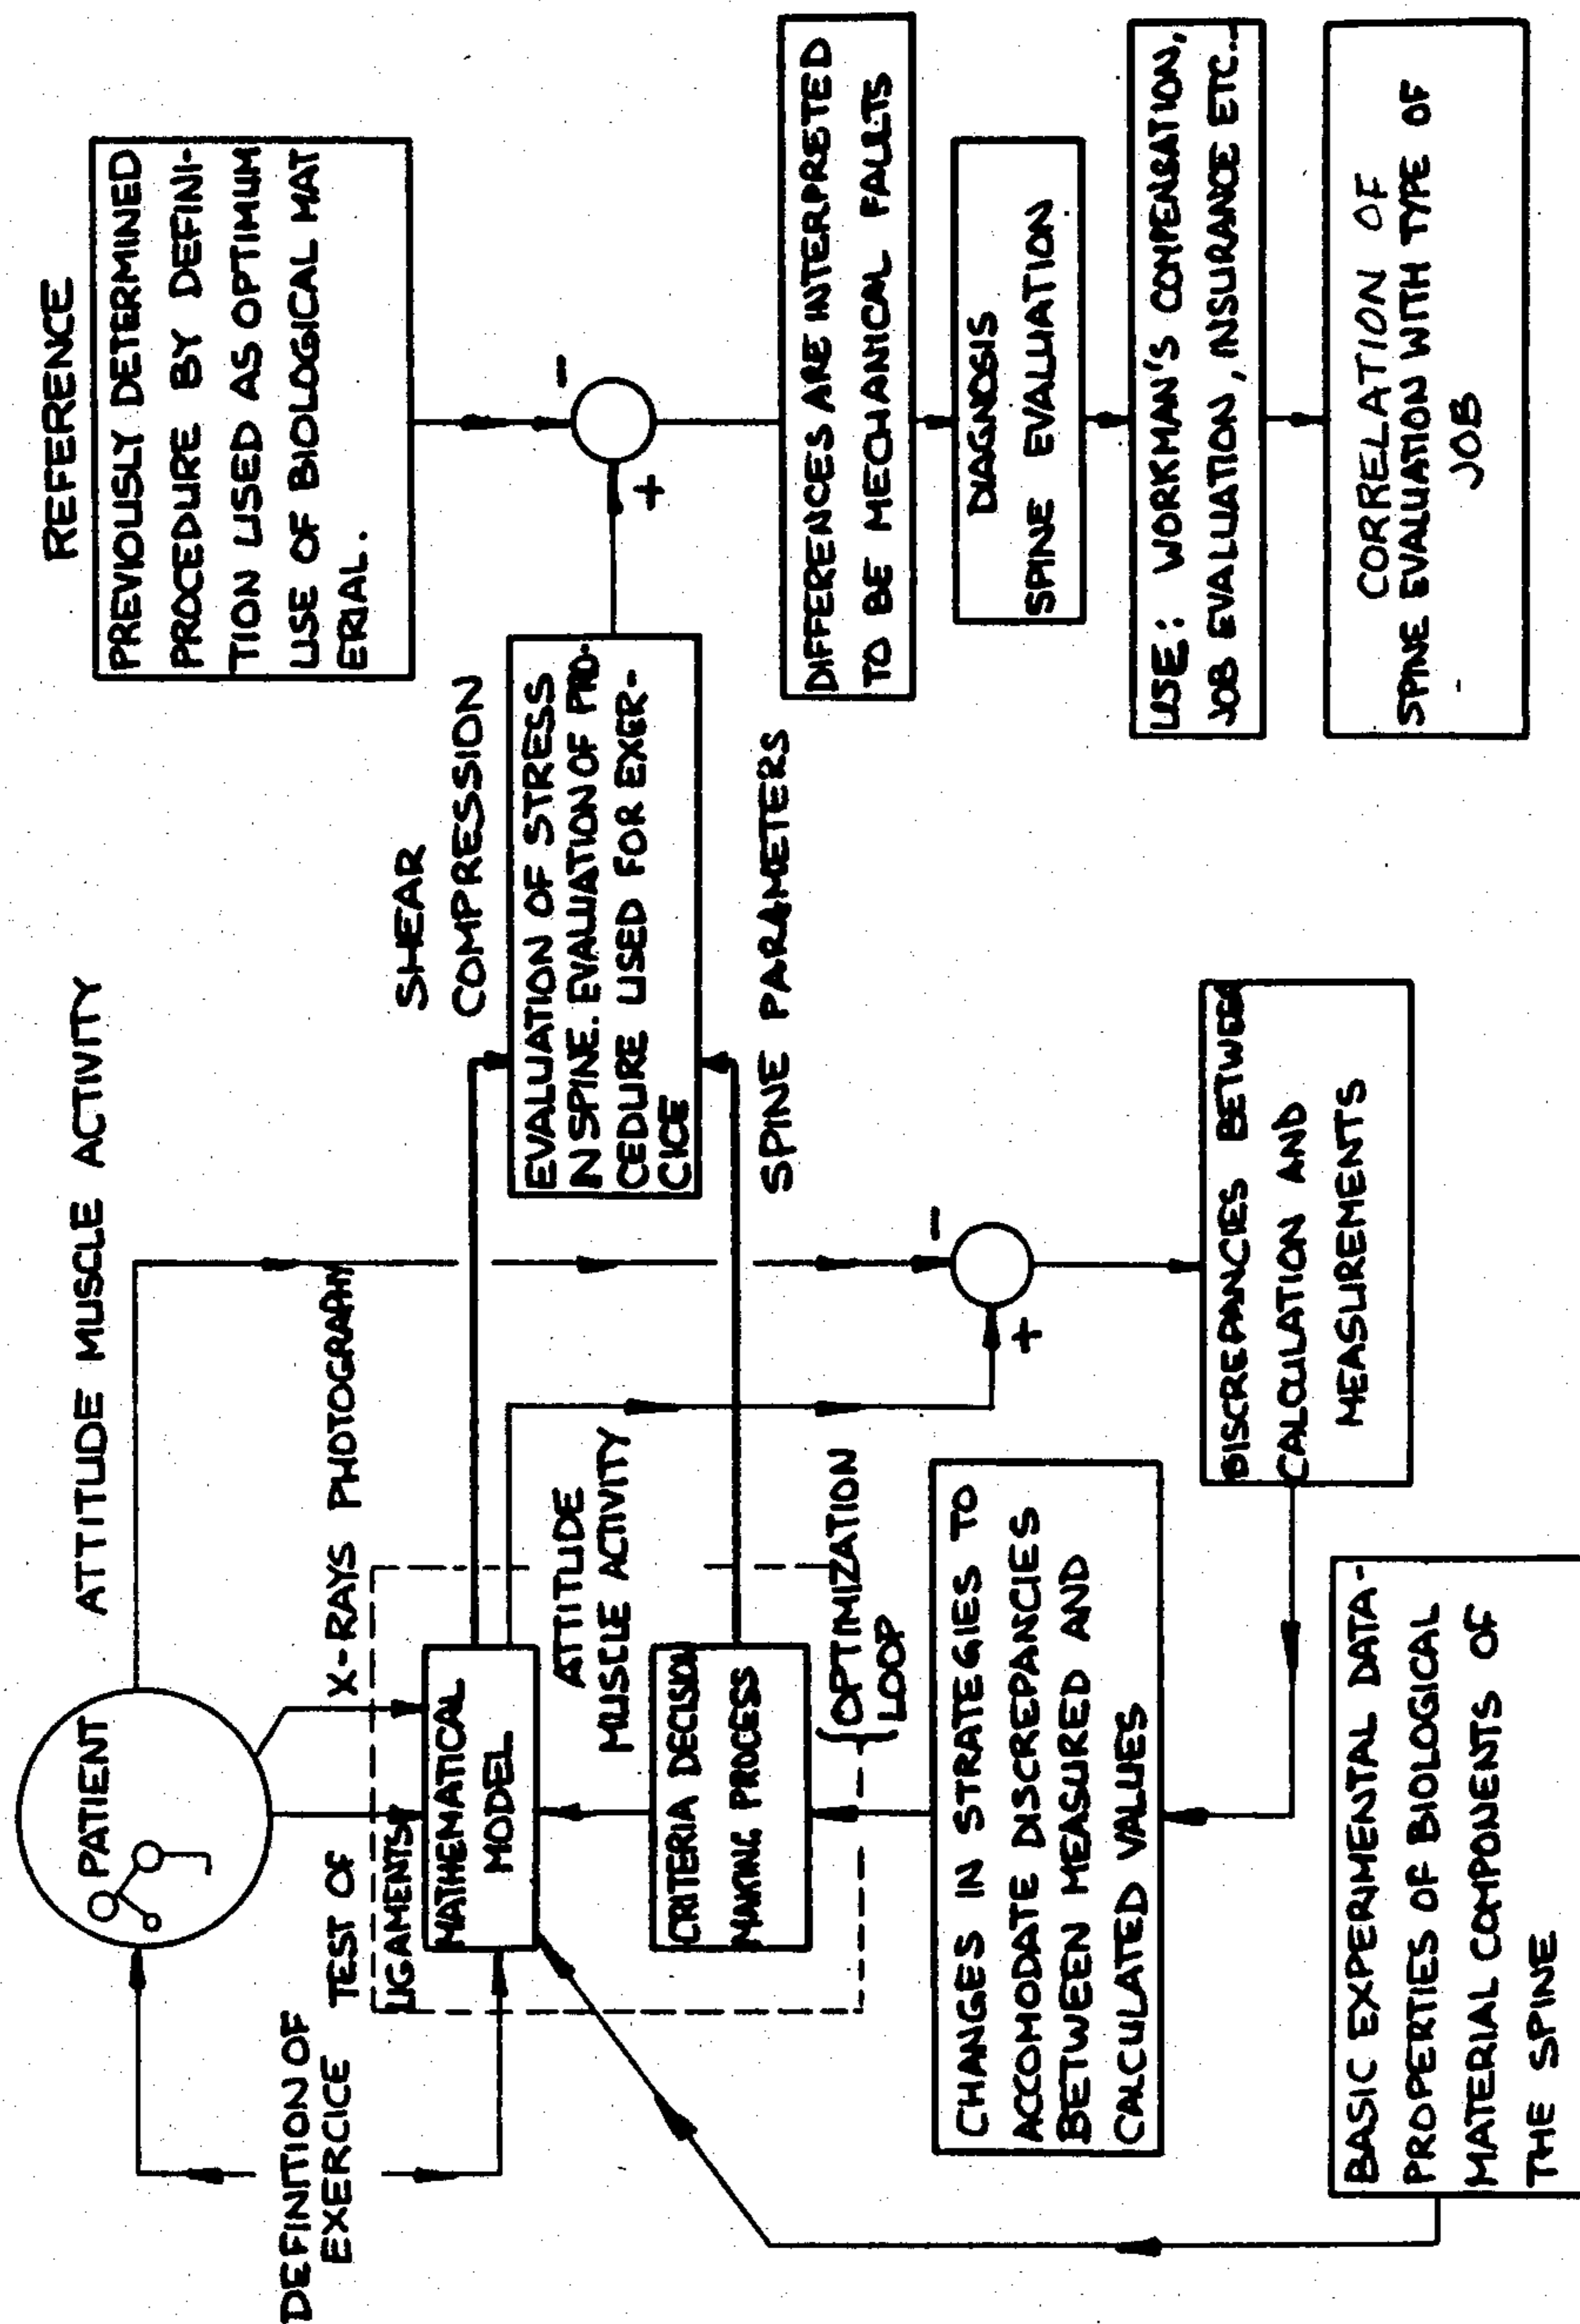 REFERENCE
PREVIOUSLY DETERMINED
PROCEDURE BY DEFINI-
TION USED AS OPTIMUM
USE OF BIOLOGICAL MAT
ERIAL.
ATTITUDE MUSCLE ACTIVITY
PATIENT
X-RAYS PHOTOGRAPHY
DEFINITION OF
EXERCICE
TEST OF
LIGAMENTS
MATHEMATICAL
MODEL
ATTITUDE
MUSCLE ACTIVITY
CRITERIA DECISION
MAKING PROCESS
OPTIMIZATION
LOOP
SHEAR
COMPRESSION
EVALUATION OF STRESS
N SPINE. EVALUATION OF PRO-
CEDURE USED FOR EXER-
CICE
SPINE PARAMETERS
-
+
-
+
CHANGES IN STRATEGIES TO
ACCOMODATE DISCREPANCIES
BETWEEN MEASURED AND
CALCULATED VALUES
DISCREPANCIES BETWEEN
CALCULATION AND
MEASUREMENTS
BASIC EXPERIMENTAL DATA-
PROPERTIES OF BIOLOGICAL
MATERIAL COMPONENTS OF
THE SPINE
DIFFERENCES ARE INTERPRETED
TO BE MECHANICAL FAULTS
DIAGNOSIS
SPINE EVALUATION
USE: WORKMAN'S COMPENSATION,
JOB EVALUATION, INSURANCE ETC...
CORRELATION OF
SPINE EVALUATION WITH TYPE OF
- JOB